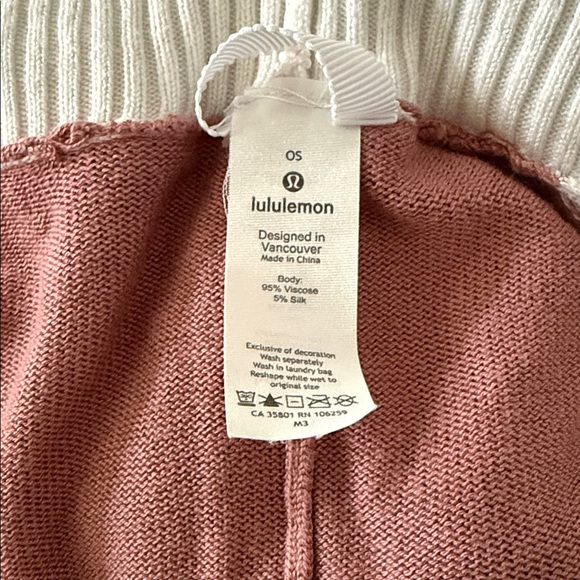 OS
lululemon
Designed in
Vancouver
Made in China
Body:
95% Viscose
5% Silk
Exclusive of decoration
Wash separately
Wash in laundry bag
Reshape while wet to
original size
CA 35801 RN 106259
M3